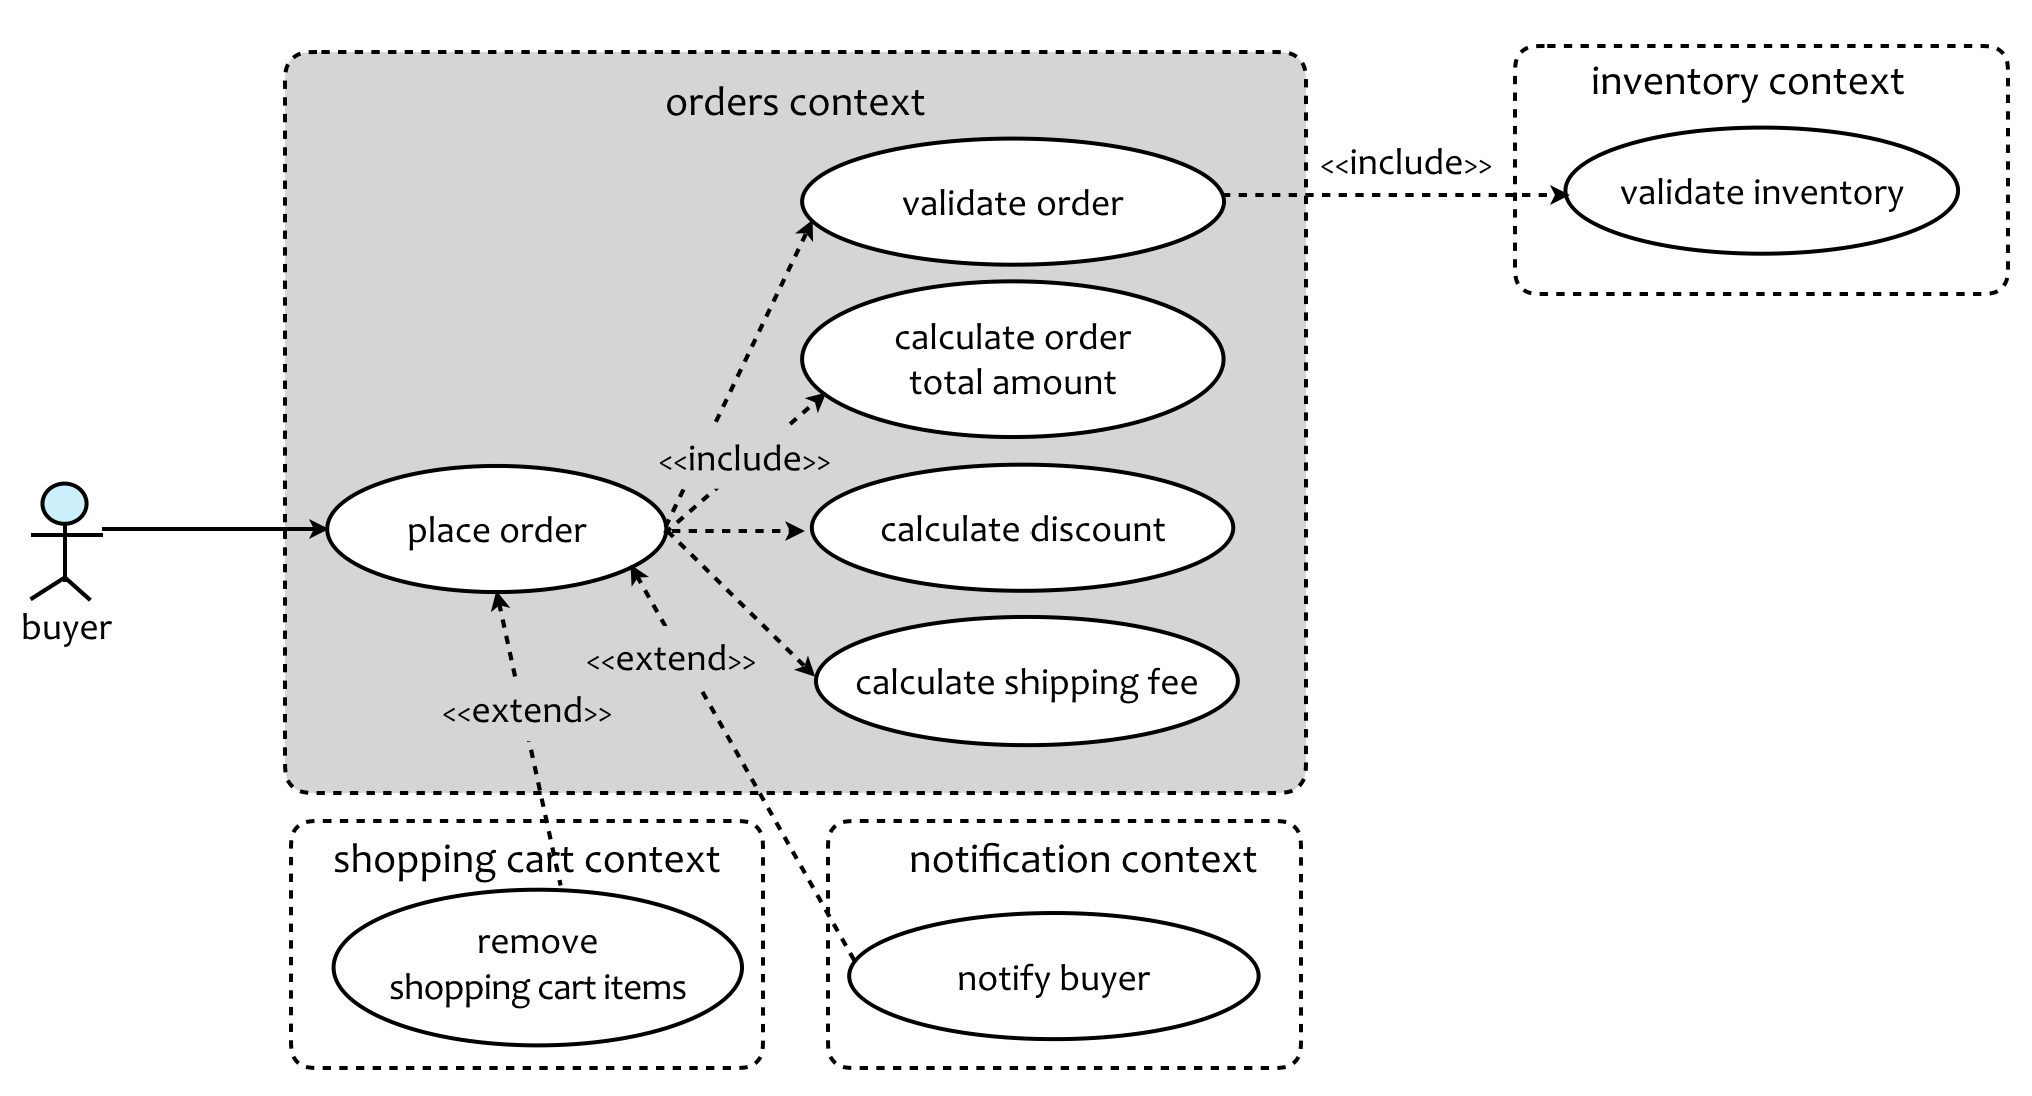 orders context
inventory context
validate order
<<include>>
validate inventory
calculate order
total amount
<<include>>
place order
calculate discount
buyer
<<extend>>
calculate shipping fee
<<extend>>
shopping cart context
notification context
remove
shopping cart items
notify buyer